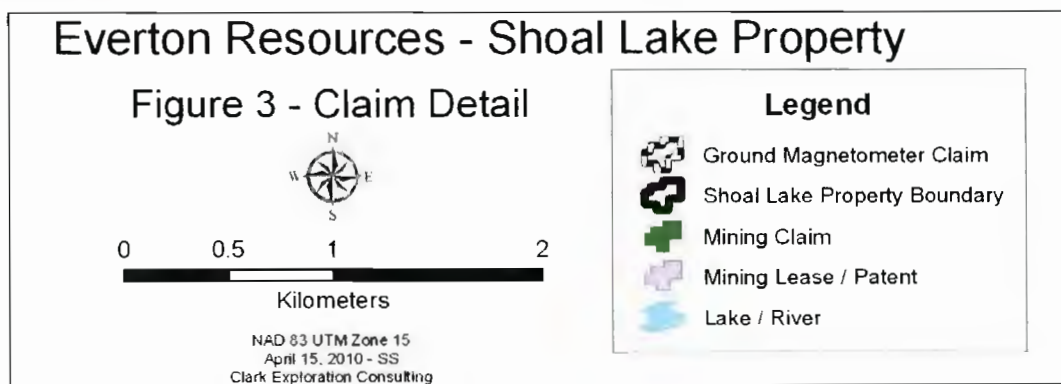 Everton Resources - Shoal Lake Property
Figure 3 - Claim Detail
N
W E
S
0 0.5 1 2
Kilometers
NAD 83 UTM Zone 15
April 15, 2010 - SS
Clark Exploration Consulting
Legend
Ground Magnetometer Claim
Shoal Lake Property Boundary
Mining Claim
Mining Lease / Patent
Lake / River